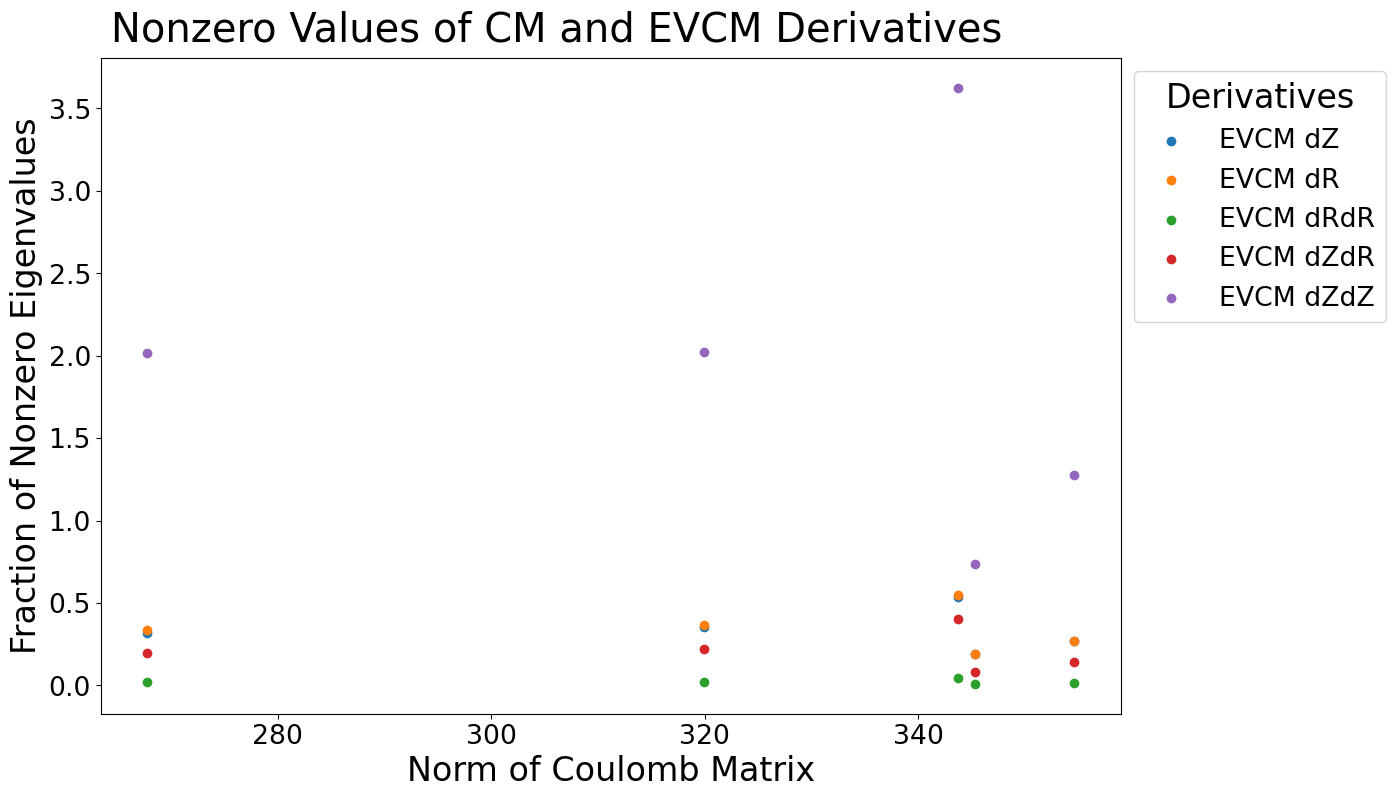 Nonzero Values of CM and EVCM Derivatives
Fraction of Nonzero Eigenvalues
3.5
3.0
2.5
2.0
1.5
1.0
0.5
0.0
280
300
320
340
Norm of Coulomb Matrix
Derivatives
EVCM dZ
EVCM dR
EVCM dRdR
EVCM dZdR
EVCM dZdZ